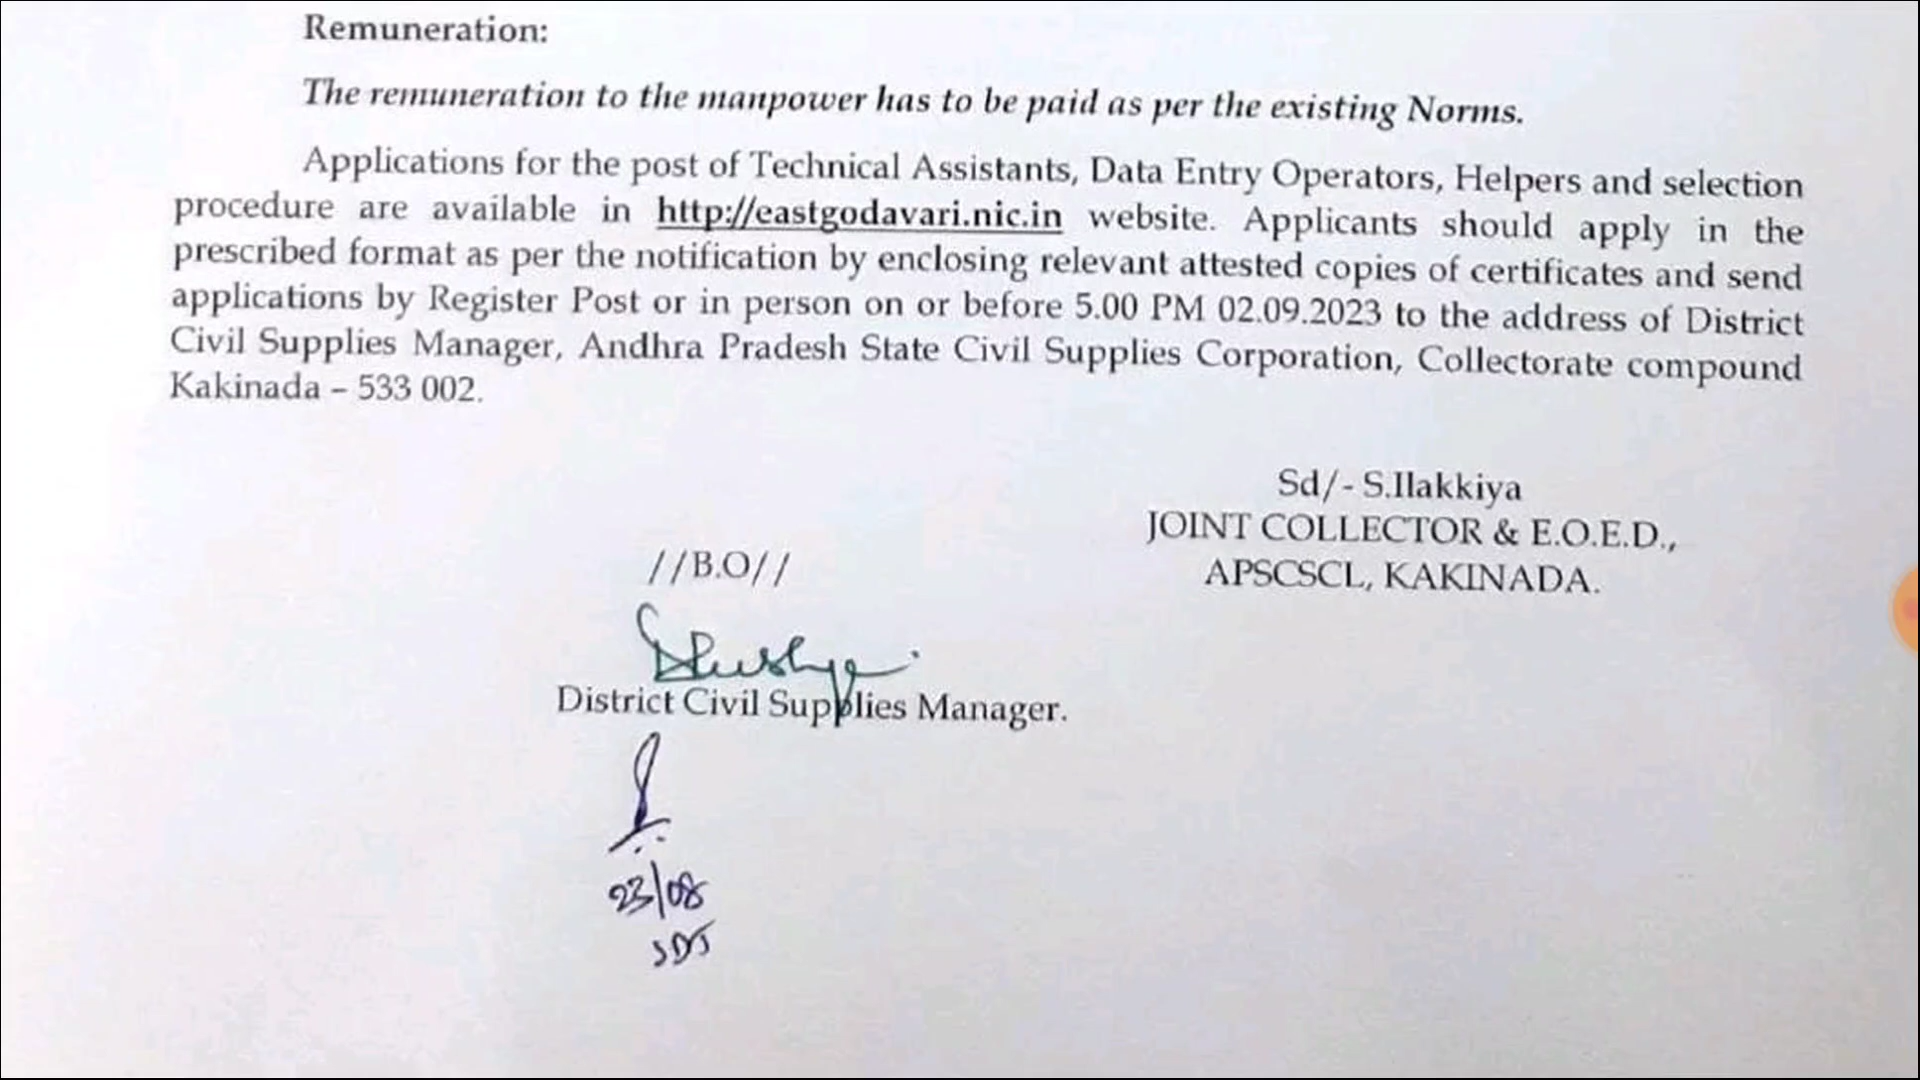 Remuneration:
The remuneration to the manpower has to be paid as per the existing Norms.
Applications for the post of Technical Assistants, Data Entry Operators, Helpers and selection
procedure are available in http://eastgodavari.nic.in website. Applicants should apply in the
prescribed format as per the notification by enclosing relevant attested copies of certificates and send
applications by Register Post or in person on or before 5.00 PM 02.09.2023 to the address of District
Civil Supplies Manager, Andhra Pradesh State Civil Supplies Corporation, Collectorate compound
Kakinada – 533 002.
Sd/- S.Ilakkiya
JOINT COLLECTOR & E.O.E.D.,
APSCSCL, KAKINADA.
//B.O//
District Civil Supplies Manager.
23/08